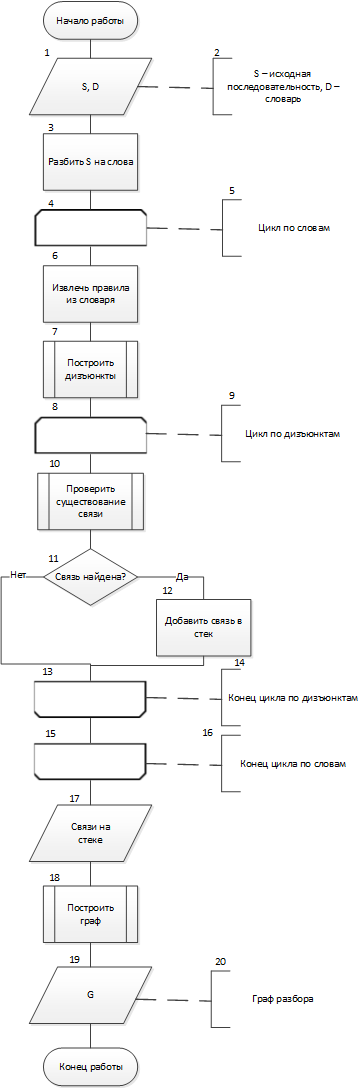 Начало работы
1
2
S, D
S – исходная
последовательность, D –
словарь
3
Разбить S на слова
4
5
Цикл по словам
6
Извлечь правила
из словаря
7
Построить
дизъюнкты
8
9
Цикл по дизъюнктам
10
Проверить
существование
связи
11
Нет
Связь найдена?
Да
12
Добавить связь в
стек
13
14
Конец цикла по дизъюнктам
15
16
Конец цикла по словам
17
Связи на
стеке
18
Построить
граф
19
20
G
Граф разбора
Конец работы